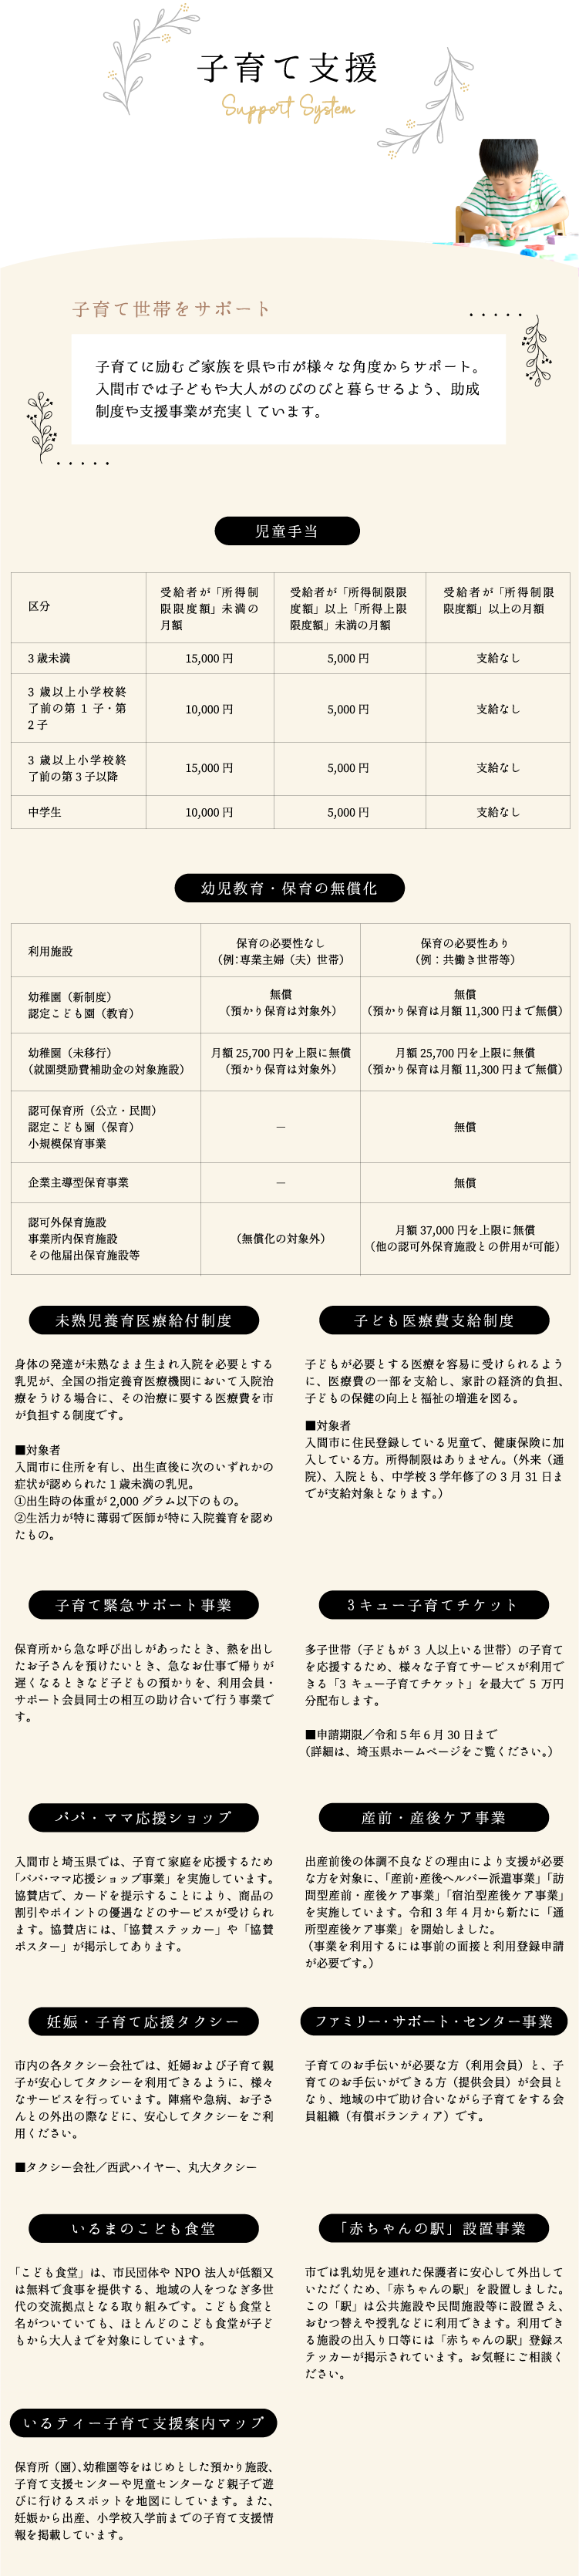 子育て支援
Support System
子育て世帯をサポート
子育てに励むご家族を県や市が様々な角度からサポート。
入間市では子どもや大人がのびのびと暮らせるよう、助成
制度や支援事業が充実しています。
児童手当
区分
受給者が「所得制
限限度額」未満の
月額
受給者が「所得制限限
度額」以上「所得上限
限度額」未満の月額
受給者が「所得制限
限度額」以上の月額
3 歳未満
15,000 円
5,000 円
支給なし
3 歳以上小学校終
了前の第 1 子・第
2 子
10,000 円
5,000 円
支給なし
3 歳以上小学校終
了前の第 3 子以降
15,000 円
5,000 円
支給なし
中学生
10,000 円
5,000 円
支給なし
幼児教育・保育の無償化
利用施設
保育の必要性なし
（例：専業主婦（夫）世帯）
保育の必要性あり
（例：共働き世帯等）
幼稚園（新制度）
認定こども園（教育）
無償
（預かり保育は対象外）
無償
（預かり保育は月額 11,300 円まで無償）
幼稚園（未移行）
（就園奨励費補助金の対象施設）
月額 25,700 円を上限に無償
（預かり保育は対象外）
月額 25,700 円を上限に無償
（預かり保育は月額 11,300 円まで無償）
認可保育所（公立・民間）
認定こども園（保育）
小規模保育事業
―
無償
企業主導型保育事業
―
無償
認可外保育施設
事業所内保育施設
その他届出保育施設等
（無償化の対象外）
月額 37,000 円を上限に無償
（他の認可外保育施設との併用が可能）
未熟児養育医療給付制度
身体の発達が未熟なまま生まれ入院を必要とする
乳児が、全国の指定養育医療機関において入院治
療をうける場合に、その治療に要する医療費を市
が負担する制度です。
■対象者
入間市に住所を有し、出生直後に次のいずれかの
症状が認められた 1 歳未満の乳児。
①出生時の体重が 2,000 グラム以下のもの。
②生活力が特に薄弱で医師が特に入院養育を認め
たもの。
子ども医療費支給制度
子どもが必要とする医療を容易に受けられるよう
に、医療費の一部を支給し、家計の経済的負担、
子どもの保健の向上と福祉の増進を図る。
■対象者
入間市に住民登録している児童で、健康保険に加
入している方。所得制限はありません。（外来（通
院）、入院とも、中学校 3 学年修了の 3 月 31 日ま
でが支給対象となります。）
子育て緊急サポート事業
保育所から急な呼び出しがあったとき、熱を出し
たお子さんを預けたいとき、急なお仕事で帰りが
遅くなるときなど子どもの預かりを、利用会員・
サポート会員同士の相互の助け合いで行う事業で
す。
3 キュー子育てチケット
多子世帯（子どもが 3 人以上いる世帯）の子育て
を応援するため、様々な子育てサービスが利用で
きる「3 キュー子育てチケット」を最大で 5 万円
分配布します。
■申請期限／令和 5 年 6 月 30 日まで
（詳細は、埼玉県ホームページをご覧ください。）
パパ・ママ応援ショップ
入間市と埼玉県では、子育て家庭を応援するため
「パパ・ママ応援ショップ事業」を実施しています。
協賛店で、カードを提示することにより、商品の
割引やポイントの優遇などのサービスが受けられ
ます。協賛店には、「協賛ステッカー」や「協賛
ポスター」が掲示してあります。
産前・産後ケア事業
出産前後の体調不良などの理由により支援が必要
な方を対象に、「産前・産後ヘルパー派遣事業」「訪
問型産前・産後ケア事業」「宿泊型産後ケア事業」
を実施しています。令和 3 年 4 月から新たに「通
所型産後ケア事業」を開始しました。
（事業を利用するには事前の面接と利用登録申請
が必要です。）
妊娠・子育て応援タクシー
市内の各タクシー会社では、妊婦および子育て親
子が安心してタクシーを利用できるように、様々
なサービスを行っています。陣痛や急病、お子さ
んとの外出の際などに、安心してタクシーをご利
用ください。
■タクシー会社／西武ハイヤー、丸大タクシー
ファミリー・サポート・センター事業
子育てのお手伝いが必要な方（利用会員）と、子
育てのお手伝いができる方（提供会員）が会員と
なり、地域の中で助け合いながら子育てをする会
員組織（有償ボランティア）です。
いるまのこども食堂
「こども食堂」は、市民団体や NPO 法人が低額又
は無料で食事を提供する、地域の人をつなぎ多世
代の交流拠点となる取り組みです。こども食堂と
名がついていても、ほとんどのこども食堂が子ど
もから大人までを対象にしています。
「赤ちゃんの駅」設置事業
市では乳幼児を連れた保護者に安心して外出して
いただくため、「赤ちゃんの駅」を設置しました。
この「駅」は公共施設や民間施設等に設置さえ、
おむつ替えや授乳などに利用できます。利用でき
る施設の出入り口等には「赤ちゃんの駅」登録ス
テッカーが掲示されています。お気軽にご相談く
ださい。
いるティー子育て支援案内マップ
保育所（園）、幼稚園等をはじめとした預かり施設、
子育て支援センターや児童センターなど親子で遊
びに行けるスポットを地図にしています。また、
妊娠から出産、小学校入学前までの子育て支援情
報を掲載しています。